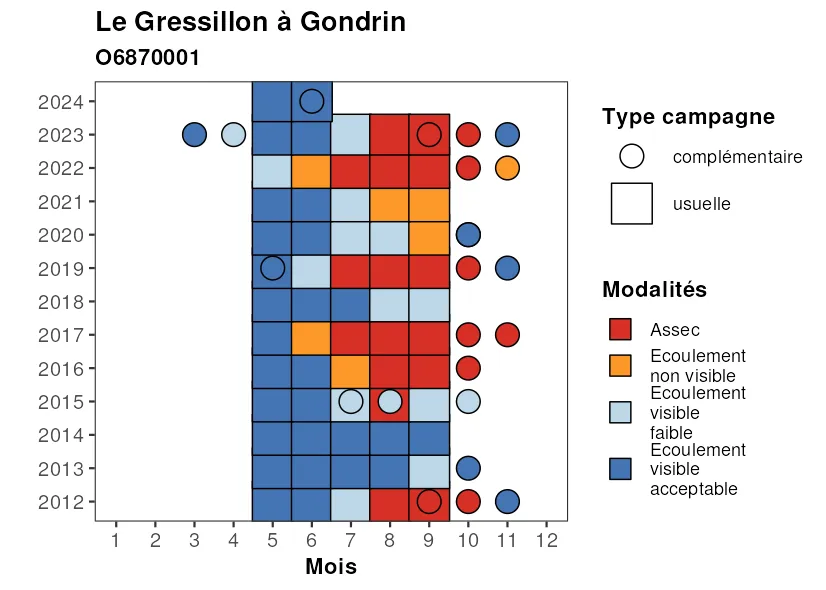 Le Gressillon à Gondrin
O6870001
2024
2023
2022
2021
2020
2019
2018
2017
2016
2015
2014
2013
2012
1 2 3 4 5 6 7 8 9 10 11 12
Mois
Type campagne
complémentaire
usuelle
Modalités
Assec
Ecoulement
non visible
Ecoulement
visible
faible
Ecoulement
visible
acceptable